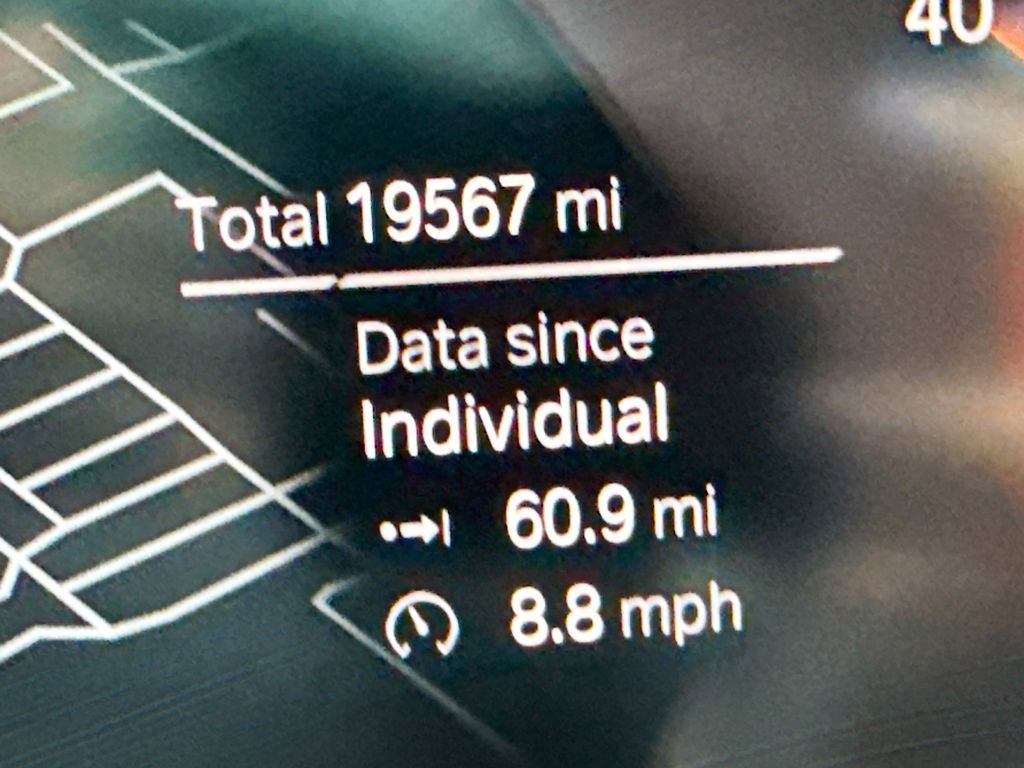 40
Total 19567 mi
Data since
Individual
60.9 mi
8.8 mph